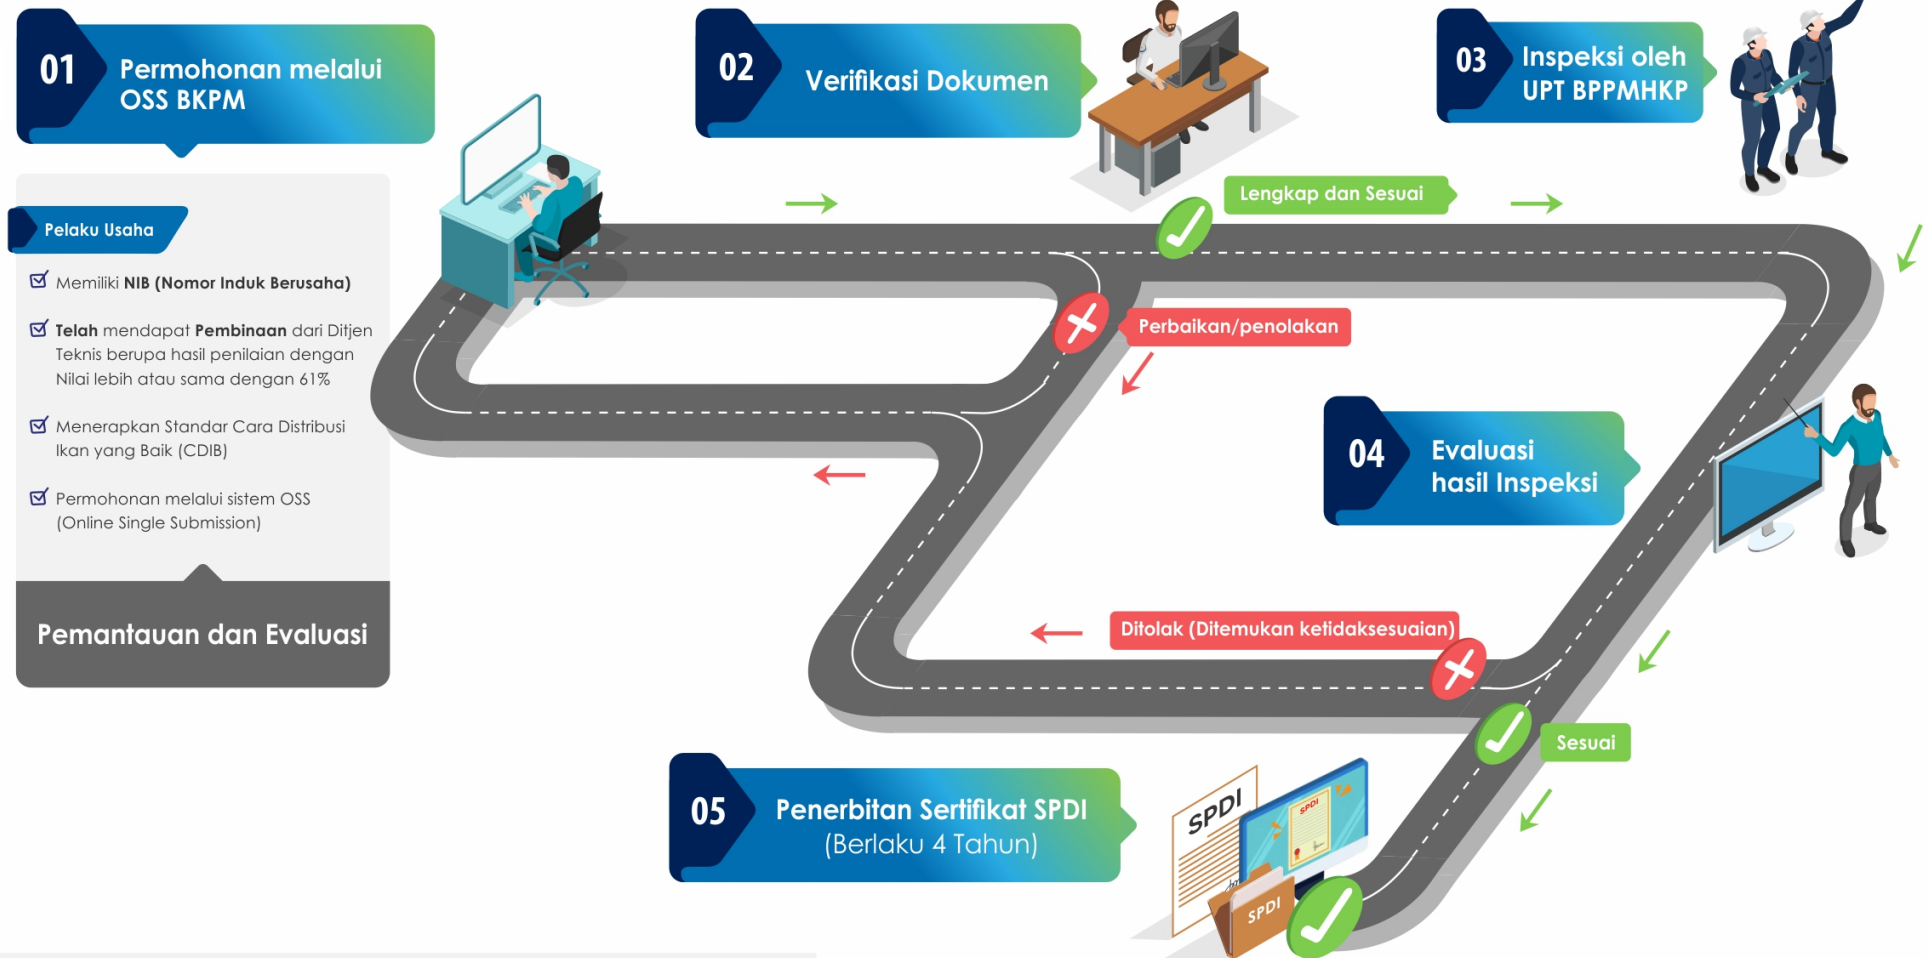 01
Permohonan melalui
OSS BKPM
Pelaku Usaha
Memiliki NIB (Nomor Induk Berusaha)
Telah mendapat Pembinaan dari Ditjen
Teknis berupa hasil penilaian dengan
Nilai lebih atau sama dengan 61%
Menerapkan Standar Cara Distribusi
Ikan yang Baik (CDIB)
Permohonan melalui sistem OSS
(Online Single Submission)
Pemantauan dan Evaluasi
02
Verifikasi Dokumen
Lengkap dan Sesuai
Perbaikan/penolakan
03
Inspeksi oleh
UPT BPPMHKP
04
Evaluasi
hasil Inspeksi
Ditolak (Ditemukan ketidaksesuaian)
Sesuai
05
Penerbitan Sertifikat SPDI
(Berlaku 4 Tahun)
SPDI
SPDI
SPDI